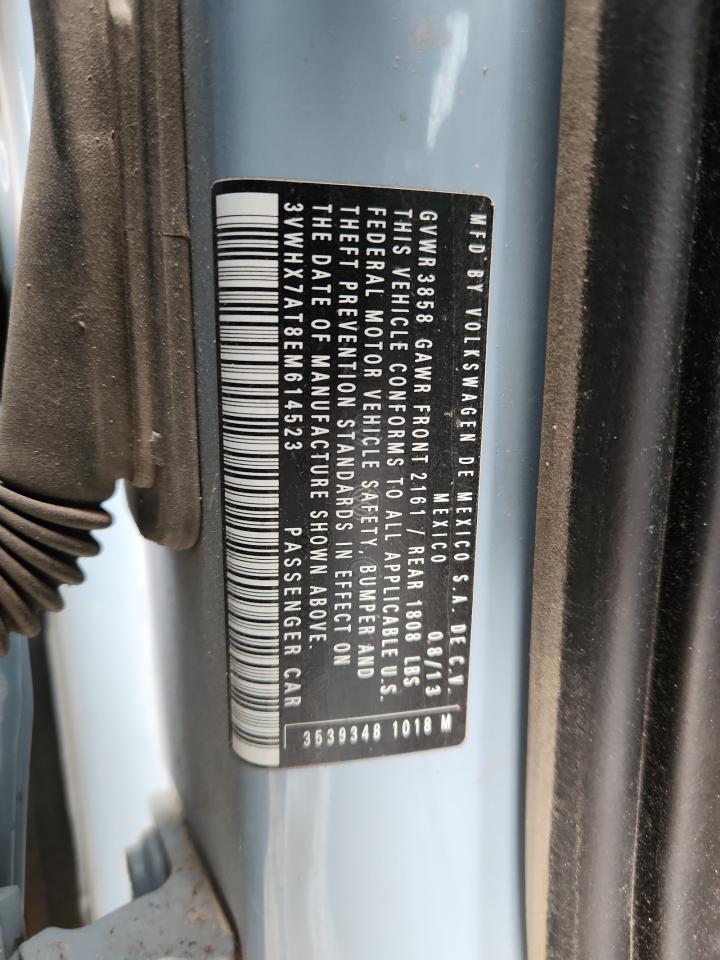 MFD BY VOLKSWAGEN DE MEXICO S.A. DE C.V.
MEXICO 08/13
GVWR 3858 GAWR FRONT 2161 / REAR 1808 LBS
THIS VEHICLE CONFORMS TO ALL APPLICABLE U.S.
FEDERAL MOTOR VEHICLE SAFETY, BUMPER AND
THEFT PREVENTION STANDARDS IN EFFECT ON
THE DATE OF MANUFACTURE SHOWN ABOVE.
3VWHX7AT8EM614523 PASSENGER CAR
3539348 1018 M